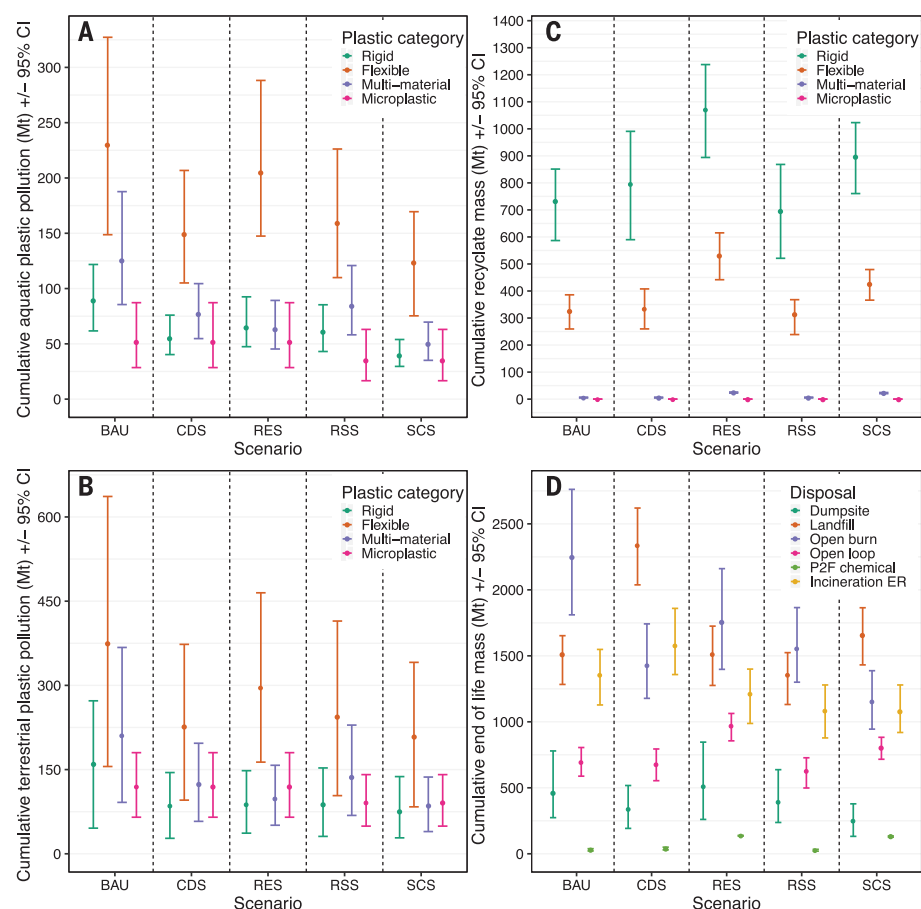 A
Plastic category
Rigid
Flexible
Multi−material
Microplastic
Cumulative aquatic plastic pollution (Mt) +/− 95% CI
300
250
200
150
100
50
0
BAU CDS RES RSS SCS
Scenario
C
Plastic category
Rigid
Flexible
Multi−material
Microplastic
Cumulative recyclate mass (Mt) +/− 95% CI
1400
1300
1200
1100
1000
900
800
700
600
500
400
300
200
100
0
BAU CDS RES RSS SCS
Scenario
B
Plastic category
Rigid
Flexible
Multi−material
Microplastic
Cumulative terrestrial plastic pollution (Mt) +/− 95% CI
600
450
300
150
0
BAU CDS RES RSS SCS
Scenario
D
Disposal
Dumpsite
Landfill
Open burn
Open loop
P2F chemical
Incineration ER
Cumulative end of life mass (Mt) +/− 95% CI
2500
2000
1500
1000
500
0
BAU CDS RES RSS SCS
Scenario